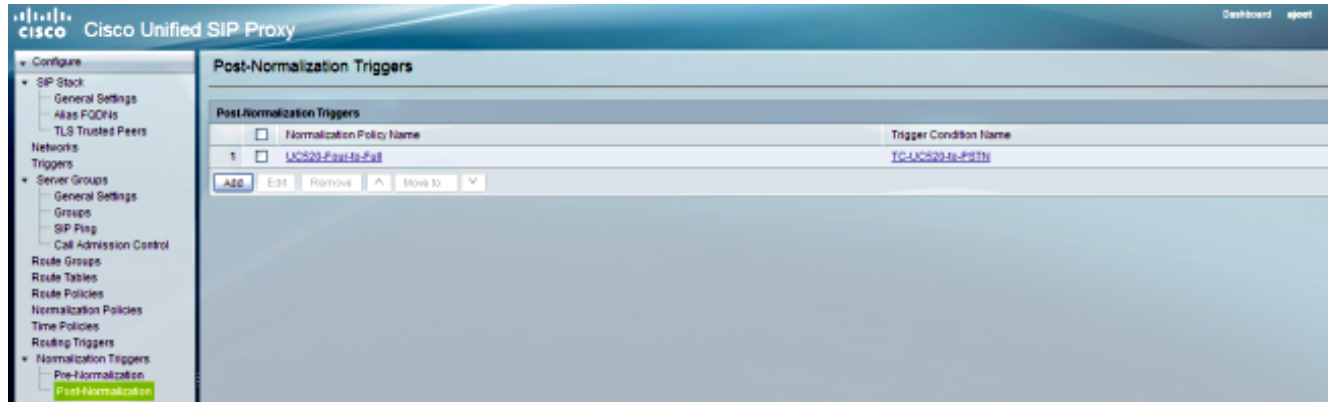 CISCO Cisco Unified SIP Proxy
Dashboard ajeet
Configure
SIP Stack
General Settings
Alias FQDNs
TLS Trusted Peers
Networks
Triggers
Server Groups
General Settings
Groups
SIP Ping
Call Admission Control
Route Groups
Route Tables
Route Policies
Normalization Policies
Time Policies
Routing Triggers
Normalization Triggers
Pre-Normalization
Post-Normalization
Post-Normalization Triggers
Post-Normalization Triggers
Normalization Policy Name Trigger Condition Name
1 UC520-Four-to-Full TC-UC520-to-PSTN
Add Edit Remove Move to...